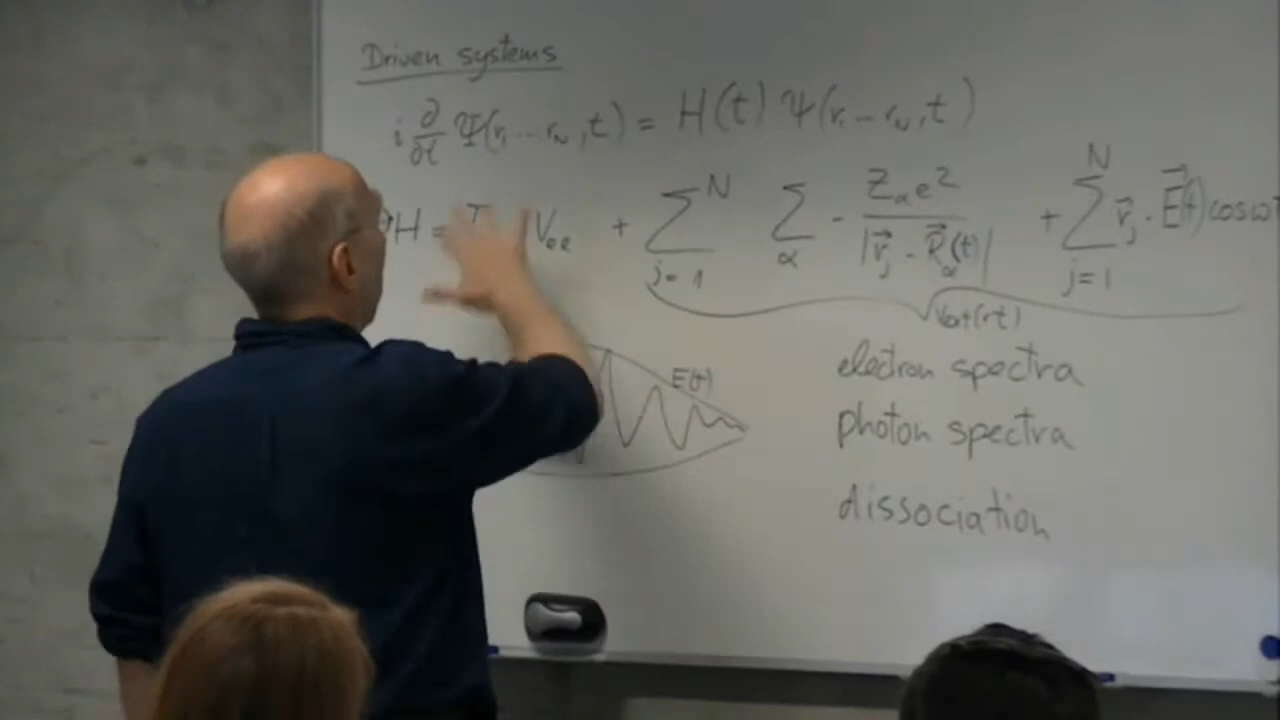 Driven systems
i ∂/∂t Ψ(r₁ -- r_N, t) = H(t) Ψ(r₁ -- r_N, t)
H = T V_ee + Σ_{j=1}^{N} Σ_α - Z_α e² / |r⃗_j - R⃗_α(t)| + Σ_{j=1}^{N} r⃗_j · E⃗(t) cos ω
V_ext(r t)
E(t)
electron spectra
photon spectra
dissociation